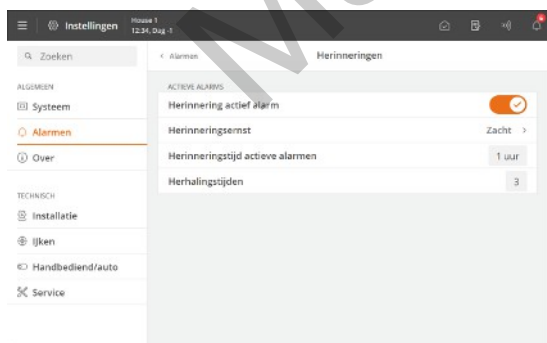 Instellingen
House 1
12:34, Dag -1
Zoeken
Alarmen
Herinneringen
ALGEMEEN
Systeem
Alarmen
Over
TECHNISCH
Installatie
IJken
Handbediend/auto
Service
ACTIEVE ALARMS
Herinnering actief alarm
Herinneringsernst
Zacht
Herinneringstijd actieve alarmen
1 uur
Herhalingstijden
3